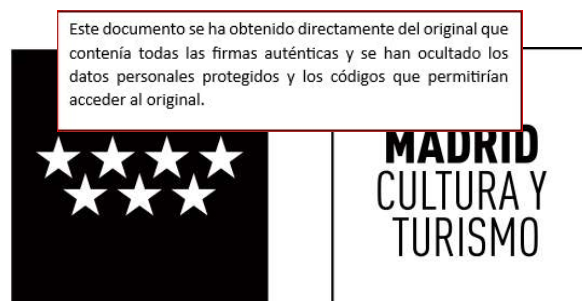 Este documento se ha obtenido directamente del original que
contenía todas las firmas auténticas y se han ocultado los
datos personales protegidos y los códigos que permitirían
acceder al original.
MADRID
CULTURA Y
TURISMO